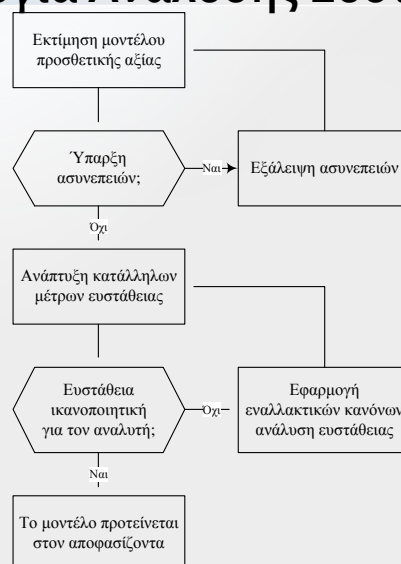 Εκτίμηση μοντέλου
προσθετικής αξίας
Ύπαρξη
ασυνεπειών;
Ναι
Εξάλειψη ασυνεπειών
Όχι
Ανάπτυξη κατάλληλων
μέτρων ευστάθειας
Ευστάθεια
ικανοποιητική
για τον αναλυτή;
Όχι
Εφαρμογή
εναλλακτικών κανόνων
ανάλυση ευστάθειας
Ναι
Το μοντέλο προτείνεται
στον αποφασίζοντα